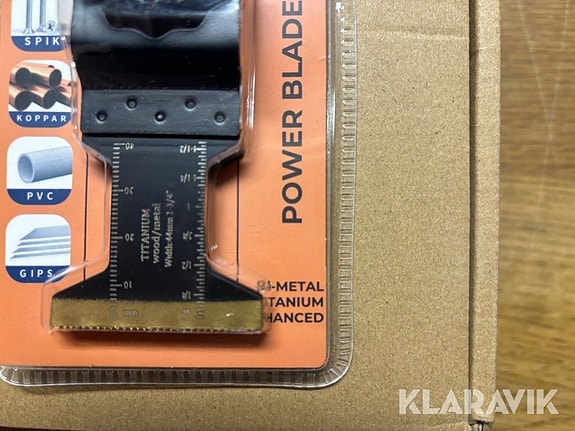 SPIK
KOPPAR
PVC
GIPS
40
20
10
mm
1-1/2
TITANIUM
wood/metal
Width:44mm 1-3/4"
POWER BLADE
BI-METAL
TITANIUM
ENHANCED
KLARAVIK